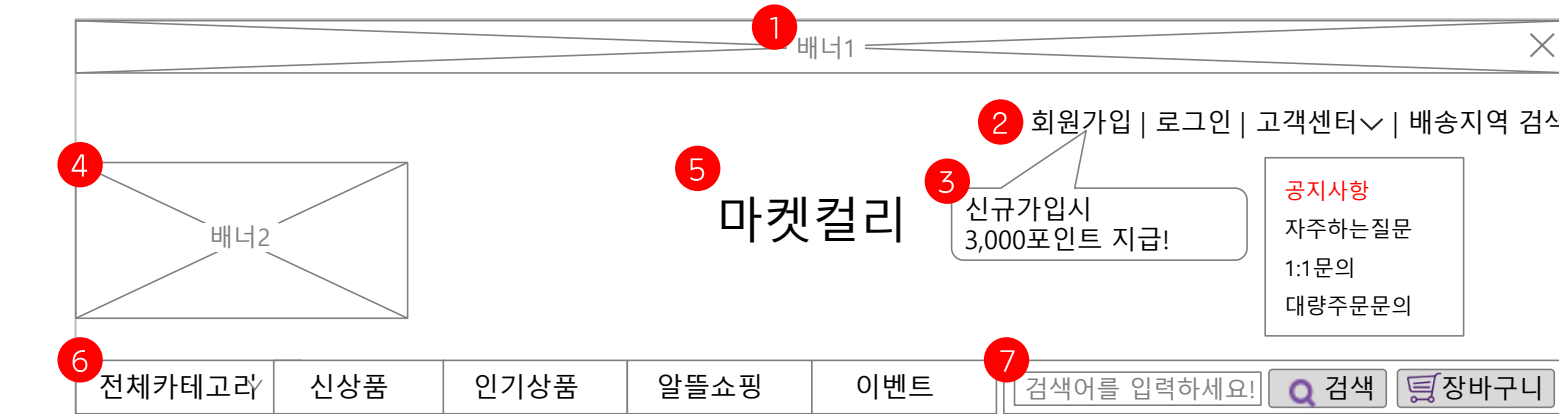 1
배너1
2 회원가입 | 로그인 | 고객센터 | 배송지역 검색
4
배너2
5
마켓컬리
3
신규가입시
3,000포인트 지급!
공지사항
자주하는질문
1:1문의
대량주문문의
6
전체카테고리 신상품 인기상품 알뜰쇼핑 이벤트
7
검색어를 입력하세요! 검색 장바구니